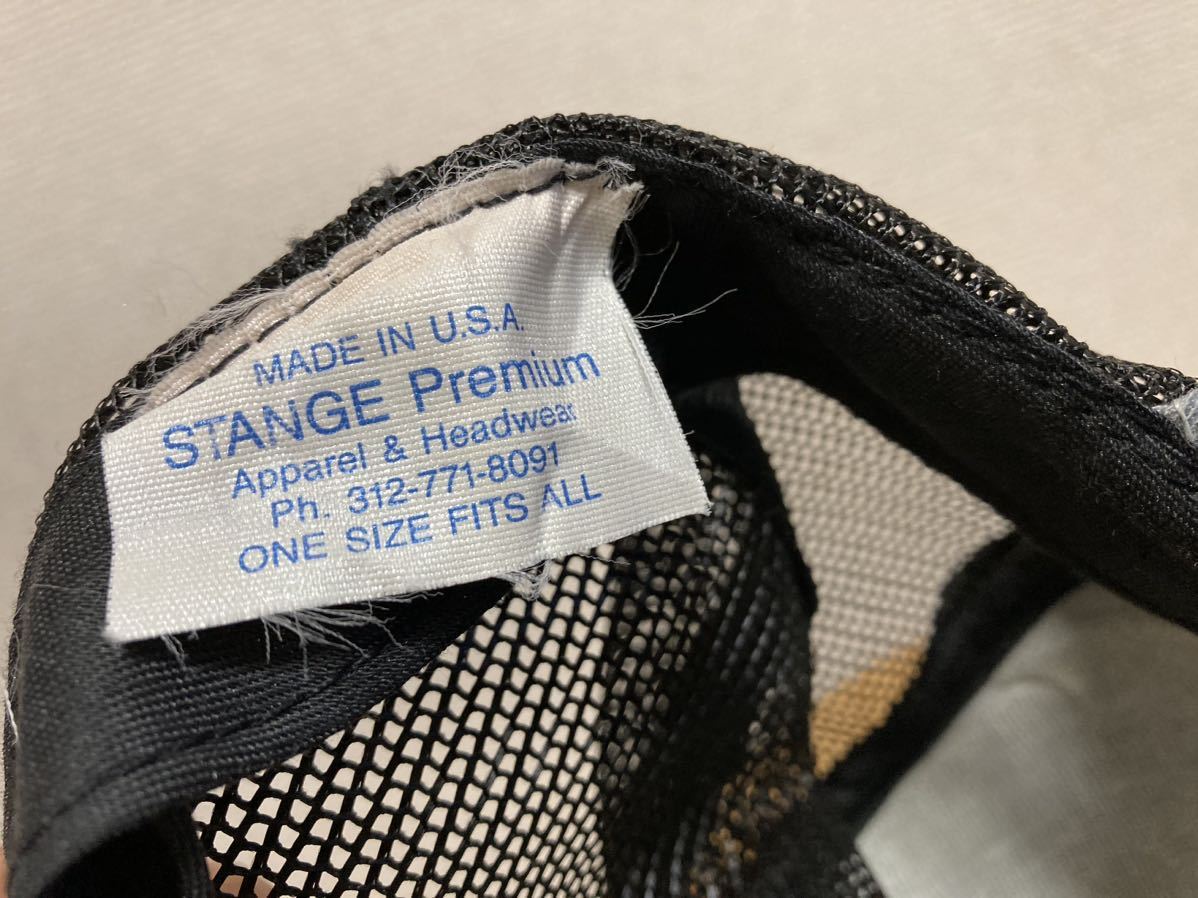 MADE IN U.S.A.
STANGE Premium
Apparel & Headwear
Ph. 312-771-8091
ONE SIZE FITS ALL